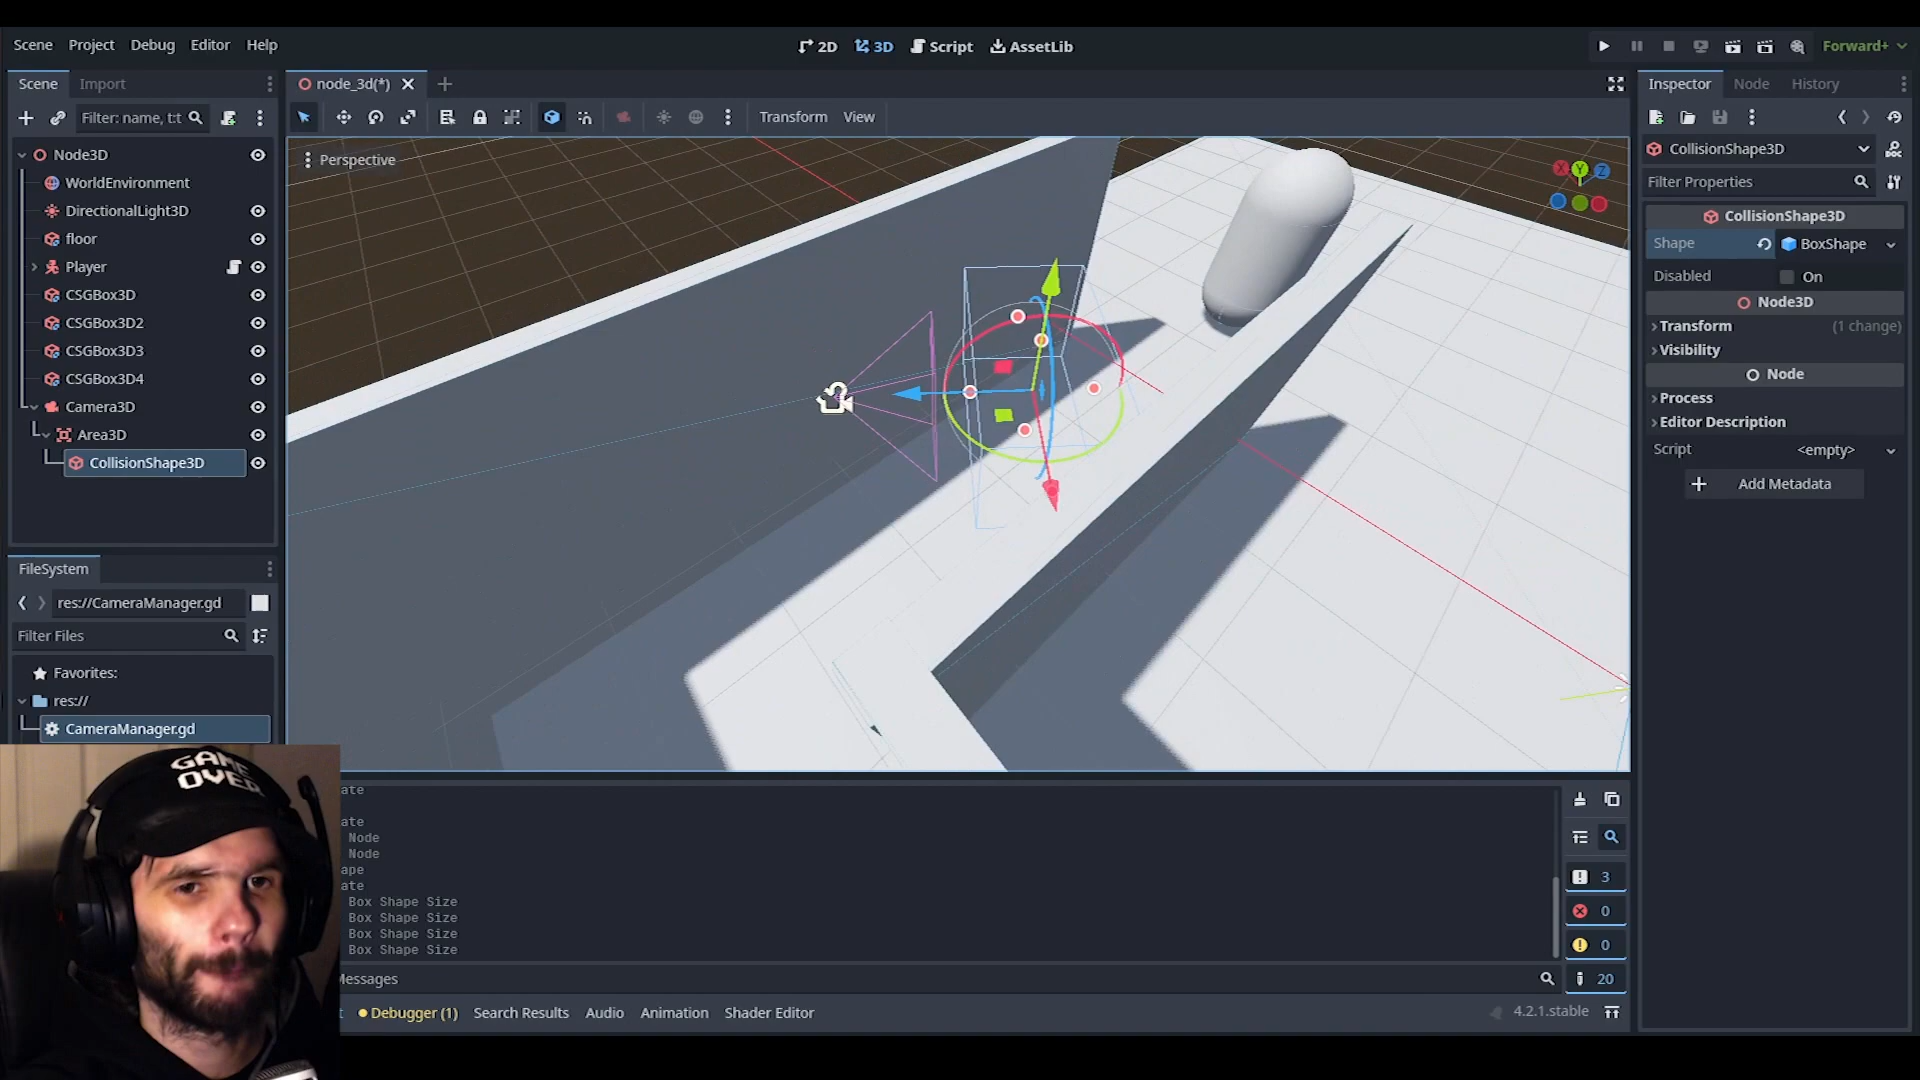 Scene Project Debug Editor Help
2D 3D Script AssetLib
Forward+
Scene Import
Filter: name, t:t
Node3D
WorldEnvironment
DirectionalLight3D
floor
Player
CSGBox3D
CSGBox3D2
CSGBox3D3
CSGBox3D4
Camera3D
Area3D
CollisionShape3D
FileSystem
res://CameraManager.gd
Filter Files
Favorites:
res://
CameraManager.gd
GAME
OVER
node_3d(*)
Transform View
Perspective
X Y Z
ate
ate
Node
Node
ape
ate
Box Shape Size
Box Shape Size
Box Shape Size
Box Shape Size
Messages
3
0
0
20
t Debugger (1) Search Results Audio Animation Shader Editor
4.2.1.stable
Inspector Node History
CollisionShape3D
Filter Properties
CollisionShape3D
Shape BoxShape
Disabled On
Node3D
Transform (1 change)
Visibility
Node
Process
Editor Description
Script <empty>
Add Metadata